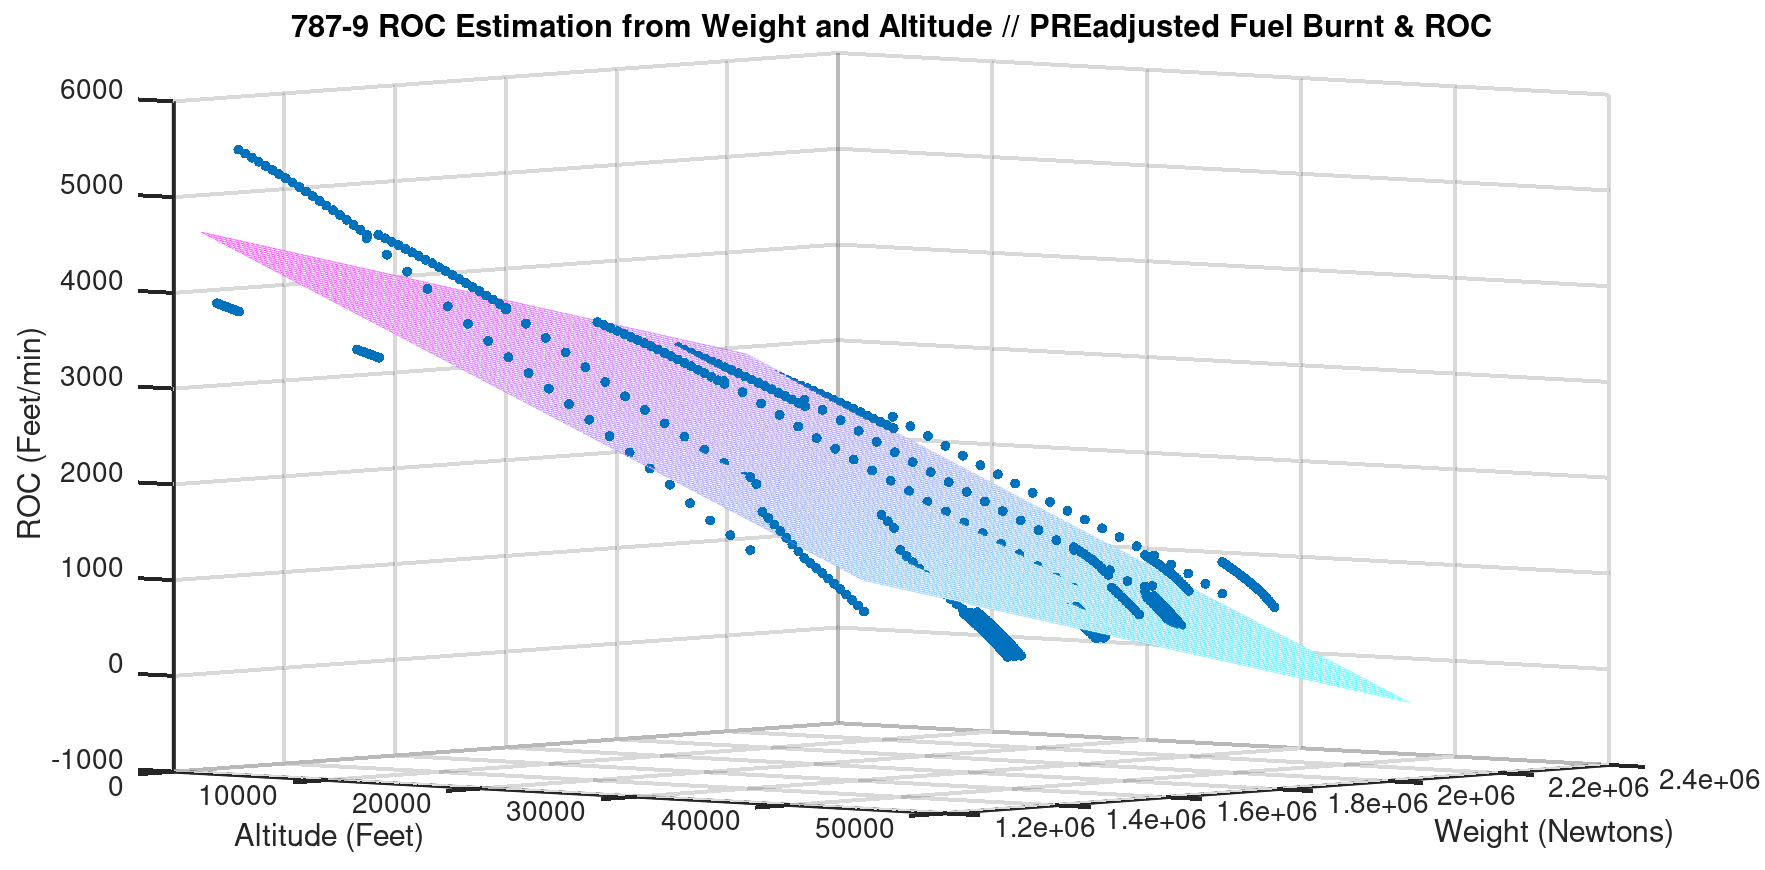 787-9 ROC Estimation from Weight and Altitude // PREadjusted Fuel Burnt & ROC
6000
5000
4000
3000
2000
1000
0
-1000
ROC (Feet/min)
0
10000
20000
30000
40000
50000
Altitude (Feet)
1.2e+06
1.4e+06
1.6e+06
1.8e+06
2e+06
2.2e+06
2.4e+06
Weight (Newtons)